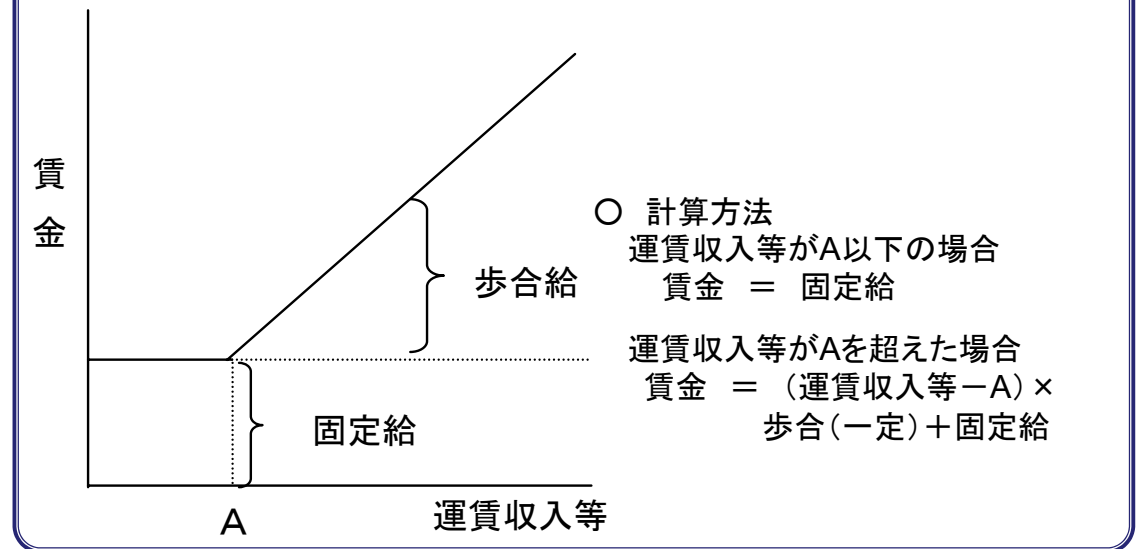 賃
金
○ 計算方法
運賃収入等がA以下の場合
賃金 = 固定給
歩合給
運賃収入等がAを超えた場合
賃金 = (運賃収入等-A)×
歩合(一定)+固定給
固定給
A
運賃収入等